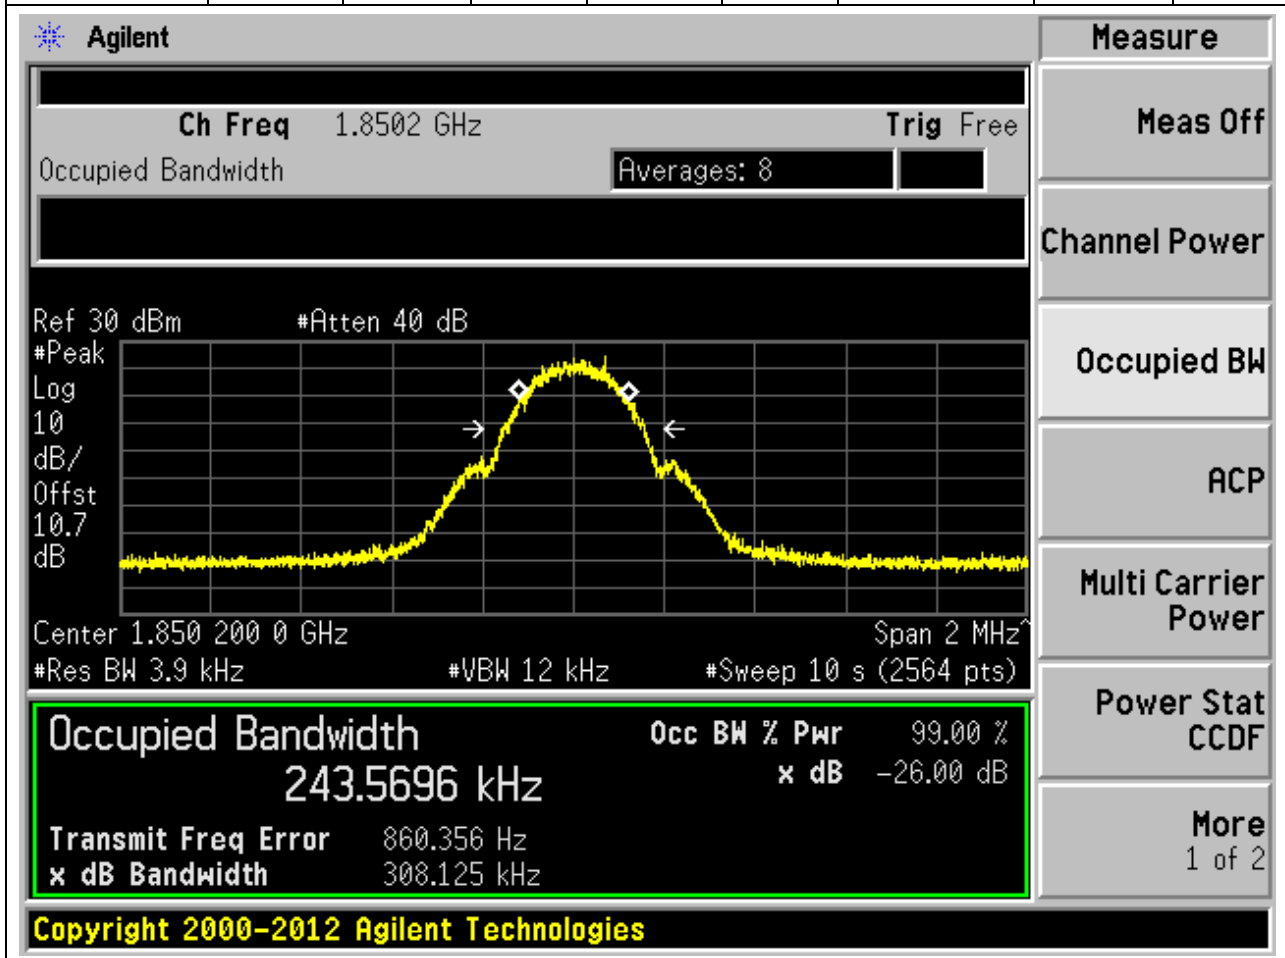 Agilent
Measure
Ch Freq 1.8502 GHz Trig Free
Occupied Bandwidth Averages: 8
Meas Off
Channel Power
Occupied BW
ACP
Multi Carrier
Power
Power Stat
CCDF
More
1 of 2
Ref 30 dBm #Atten 40 dB
#Peak
Log
10
dB/
Offst
10.7
dB
Center 1.850 200 0 GHz Span 2 MHz^
#Res BW 3.9 kHz #VBW 12 kHz #Sweep 10 s (2564 pts)
Occupied Bandwidth
243.5696 kHz
Occ BW % Pwr 99.00 %
x dB -26.00 dB
Transmit Freq Error 860.356 Hz
x dB Bandwidth 308.125 kHz
Copyright 2000-2012 Agilent Technologies